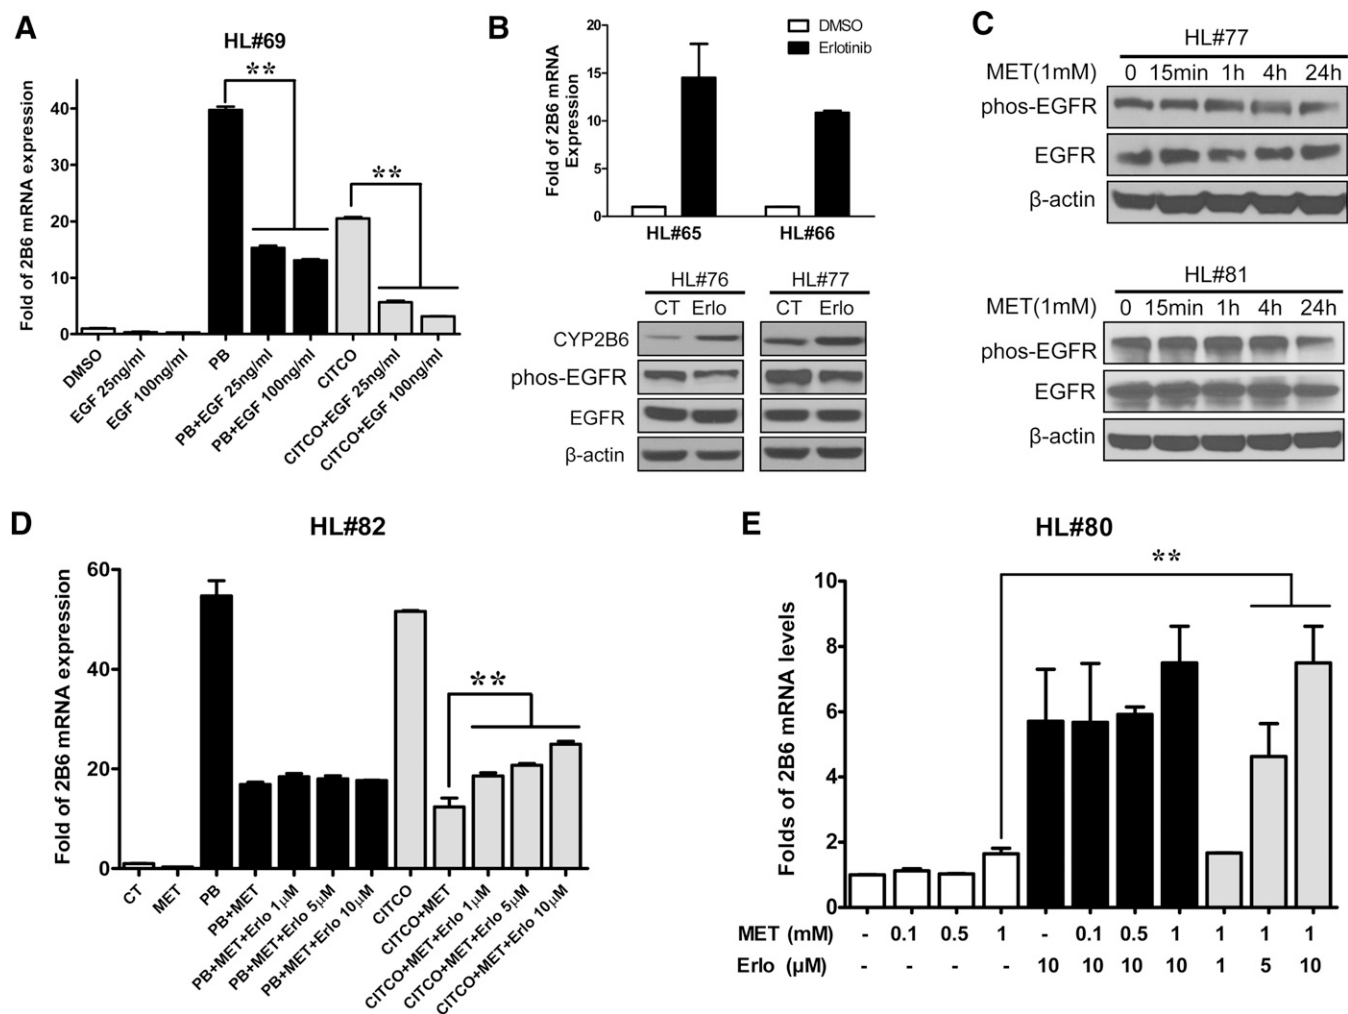 A
HL#69
Fold of 2B6 mRNA expression
40
30
20
10
0
**
**
DMSO
EGF 25ng/ml
EGF 100ng/ml
PB
PB+EGF 25ng/ml
PB+EGF 100ng/ml
CITCO
CITCO+EGF 25ng/ml
CITCO+EGF 100ng/ml
B
Fold of 2B6 mRNA
Expression
20
15
10
5
0
DMSO
Erlotinib
HL#65 HL#66
HL#76 HL#77
CT Erlo CT Erlo
CYP2B6
phos-EGFR
EGFR
β-actin
C
HL#77
MET(1mM) 0 15min 1h 4h 24h
phos-EGFR
EGFR
β-actin
HL#81
MET(1mM) 0 15min 1h 4h 24h
phos-EGFR
EGFR
β-actin
D
HL#82
Fold of 2B6 mRNA expression
60
40
20
0
**
CT
MET
PB
PB+MET
PB+MET+Erlo 1µM
PB+MET+Erlo 5µM
PB+MET+Erlo 10µM
CITCO
CITCO+MET
CITCO+MET+Erlo 1µM
CITCO+MET+Erlo 5µM
CITCO+MET+Erlo 10µM
E
HL#80
Folds of 2B6 mRNA levels
10
8
6
4
2
0
**
MET (mM) - 0.1 0.5 1 - 0.1 0.5 1 1 1 1
Erlo (µM) - - - - 10 10 10 10 1 5 10